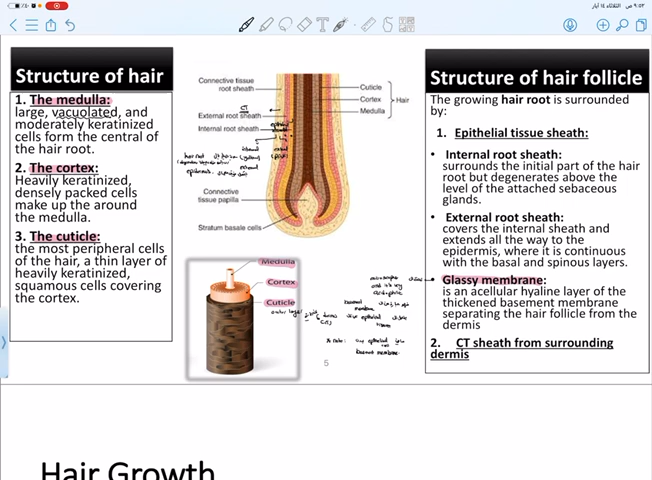 Structure of hair
1. The medulla:
large, vacuolated, and
moderately keratinized
cells form the central of
the hair root.
2. The cortex:
Heavily keratinized,
densely packed cells
make up the around
the medulla.
3. The cuticle:
the most peripheral cells
of the hair, a thin layer of
heavily keratinized,
squamous cells covering
the cortex.
Connective tissue
root sheath
CT
External root sheath
Internal root sheath
Connective
tissue papilla
Stratum basale cells
Cuticle
Cortex
Medulla
Hair
Medulla
Cortex
Cuticle
outer layer
basement
membrane
basement membrane
5
Structure of hair follicle
The growing hair root is surrounded
by:
1. Epithelial tissue sheath:
• Internal root sheath:
surrounds the initial part of the hair
root but degenerates above the
level of the attached sebaceous
glands.
• External root sheath:
covers the internal sheath and
extends all the way to the
epidermis, where it is continuous
with the basal and spinous layers.
• Glassy membrane:
is an acellular hyaline layer of the
thickened basement membrane
separating the hair follicle from the
dermis
2. CT sheath from surrounding
dermis
Hair Growth